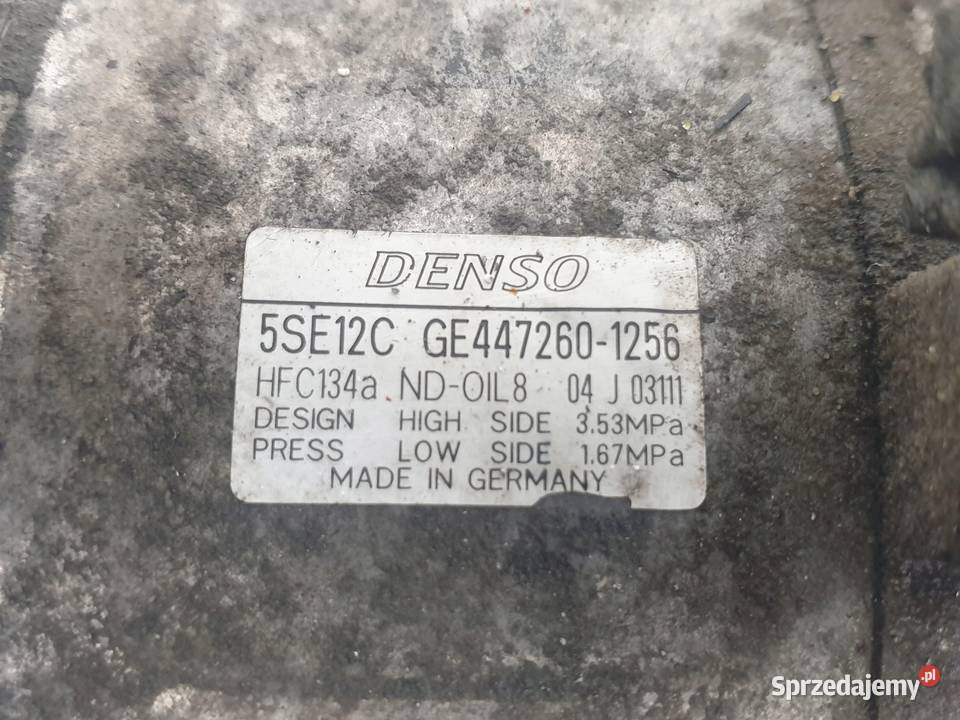 DENSO
5SE12C GE447260-1256
HFC134a ND-OIL8 04 J 03111
DESIGN HIGH SIDE 3.53MPa
PRESS LOW SIDE 1.67MPa
MADE IN GERMANY
Sprzedajemy.pl